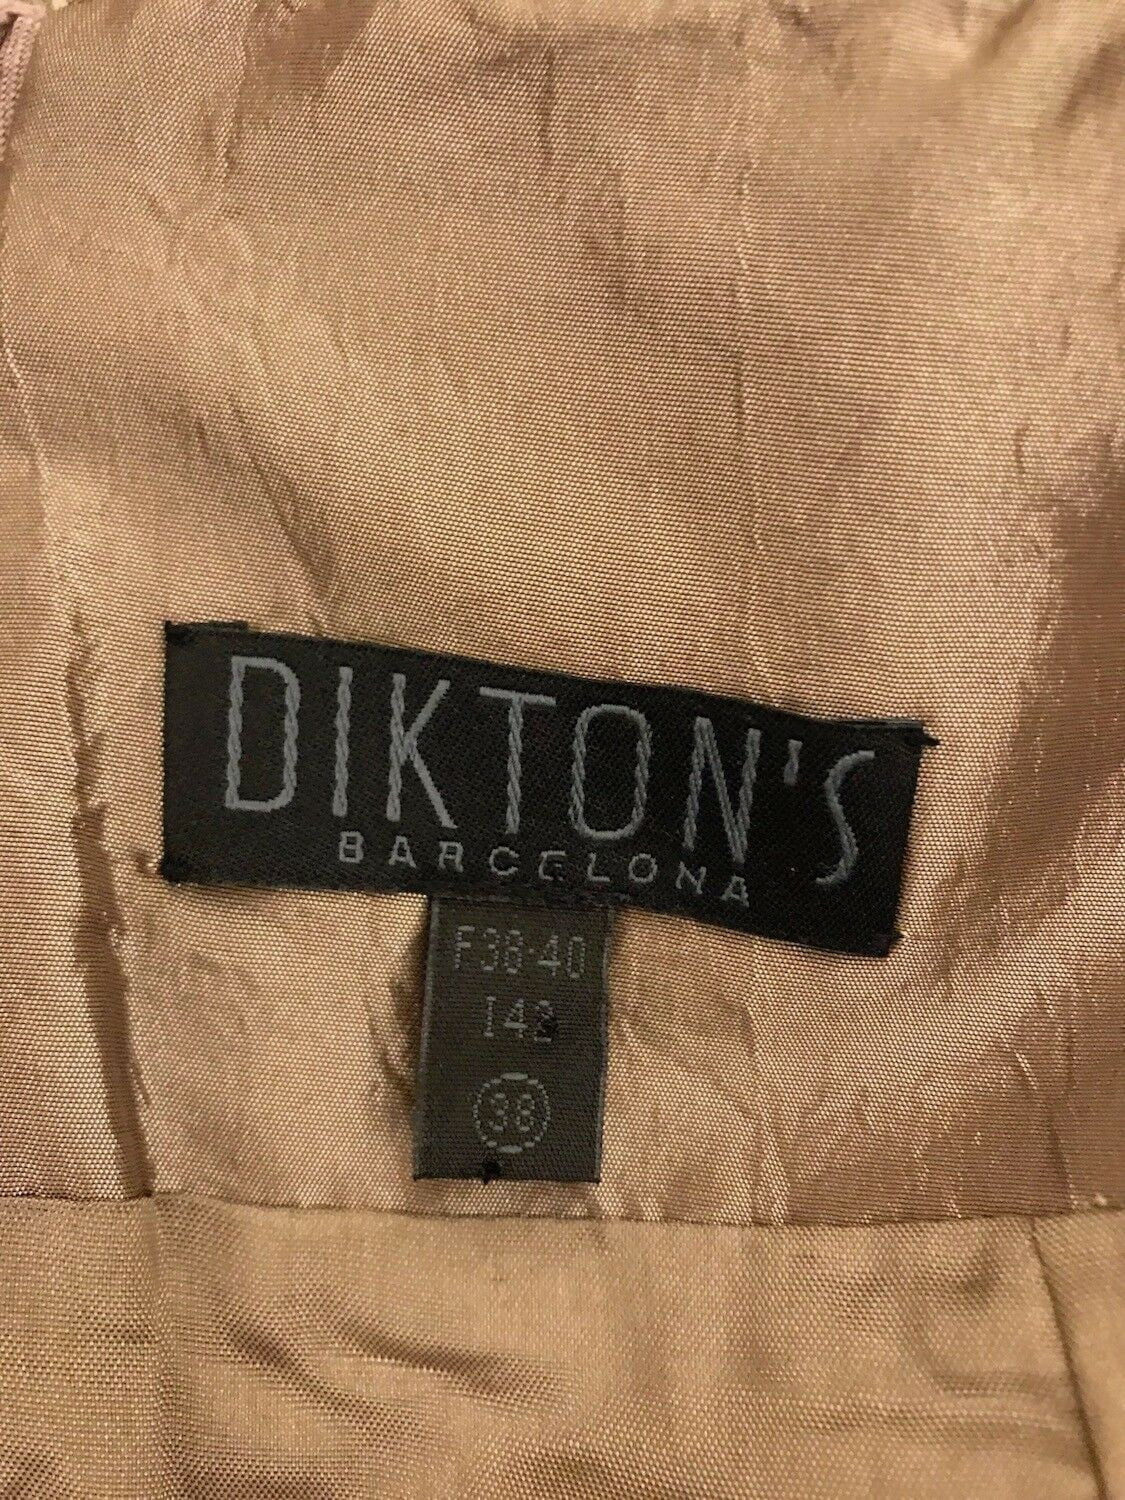 DIKTON'S
BARCELONA
F38-40
I42
38